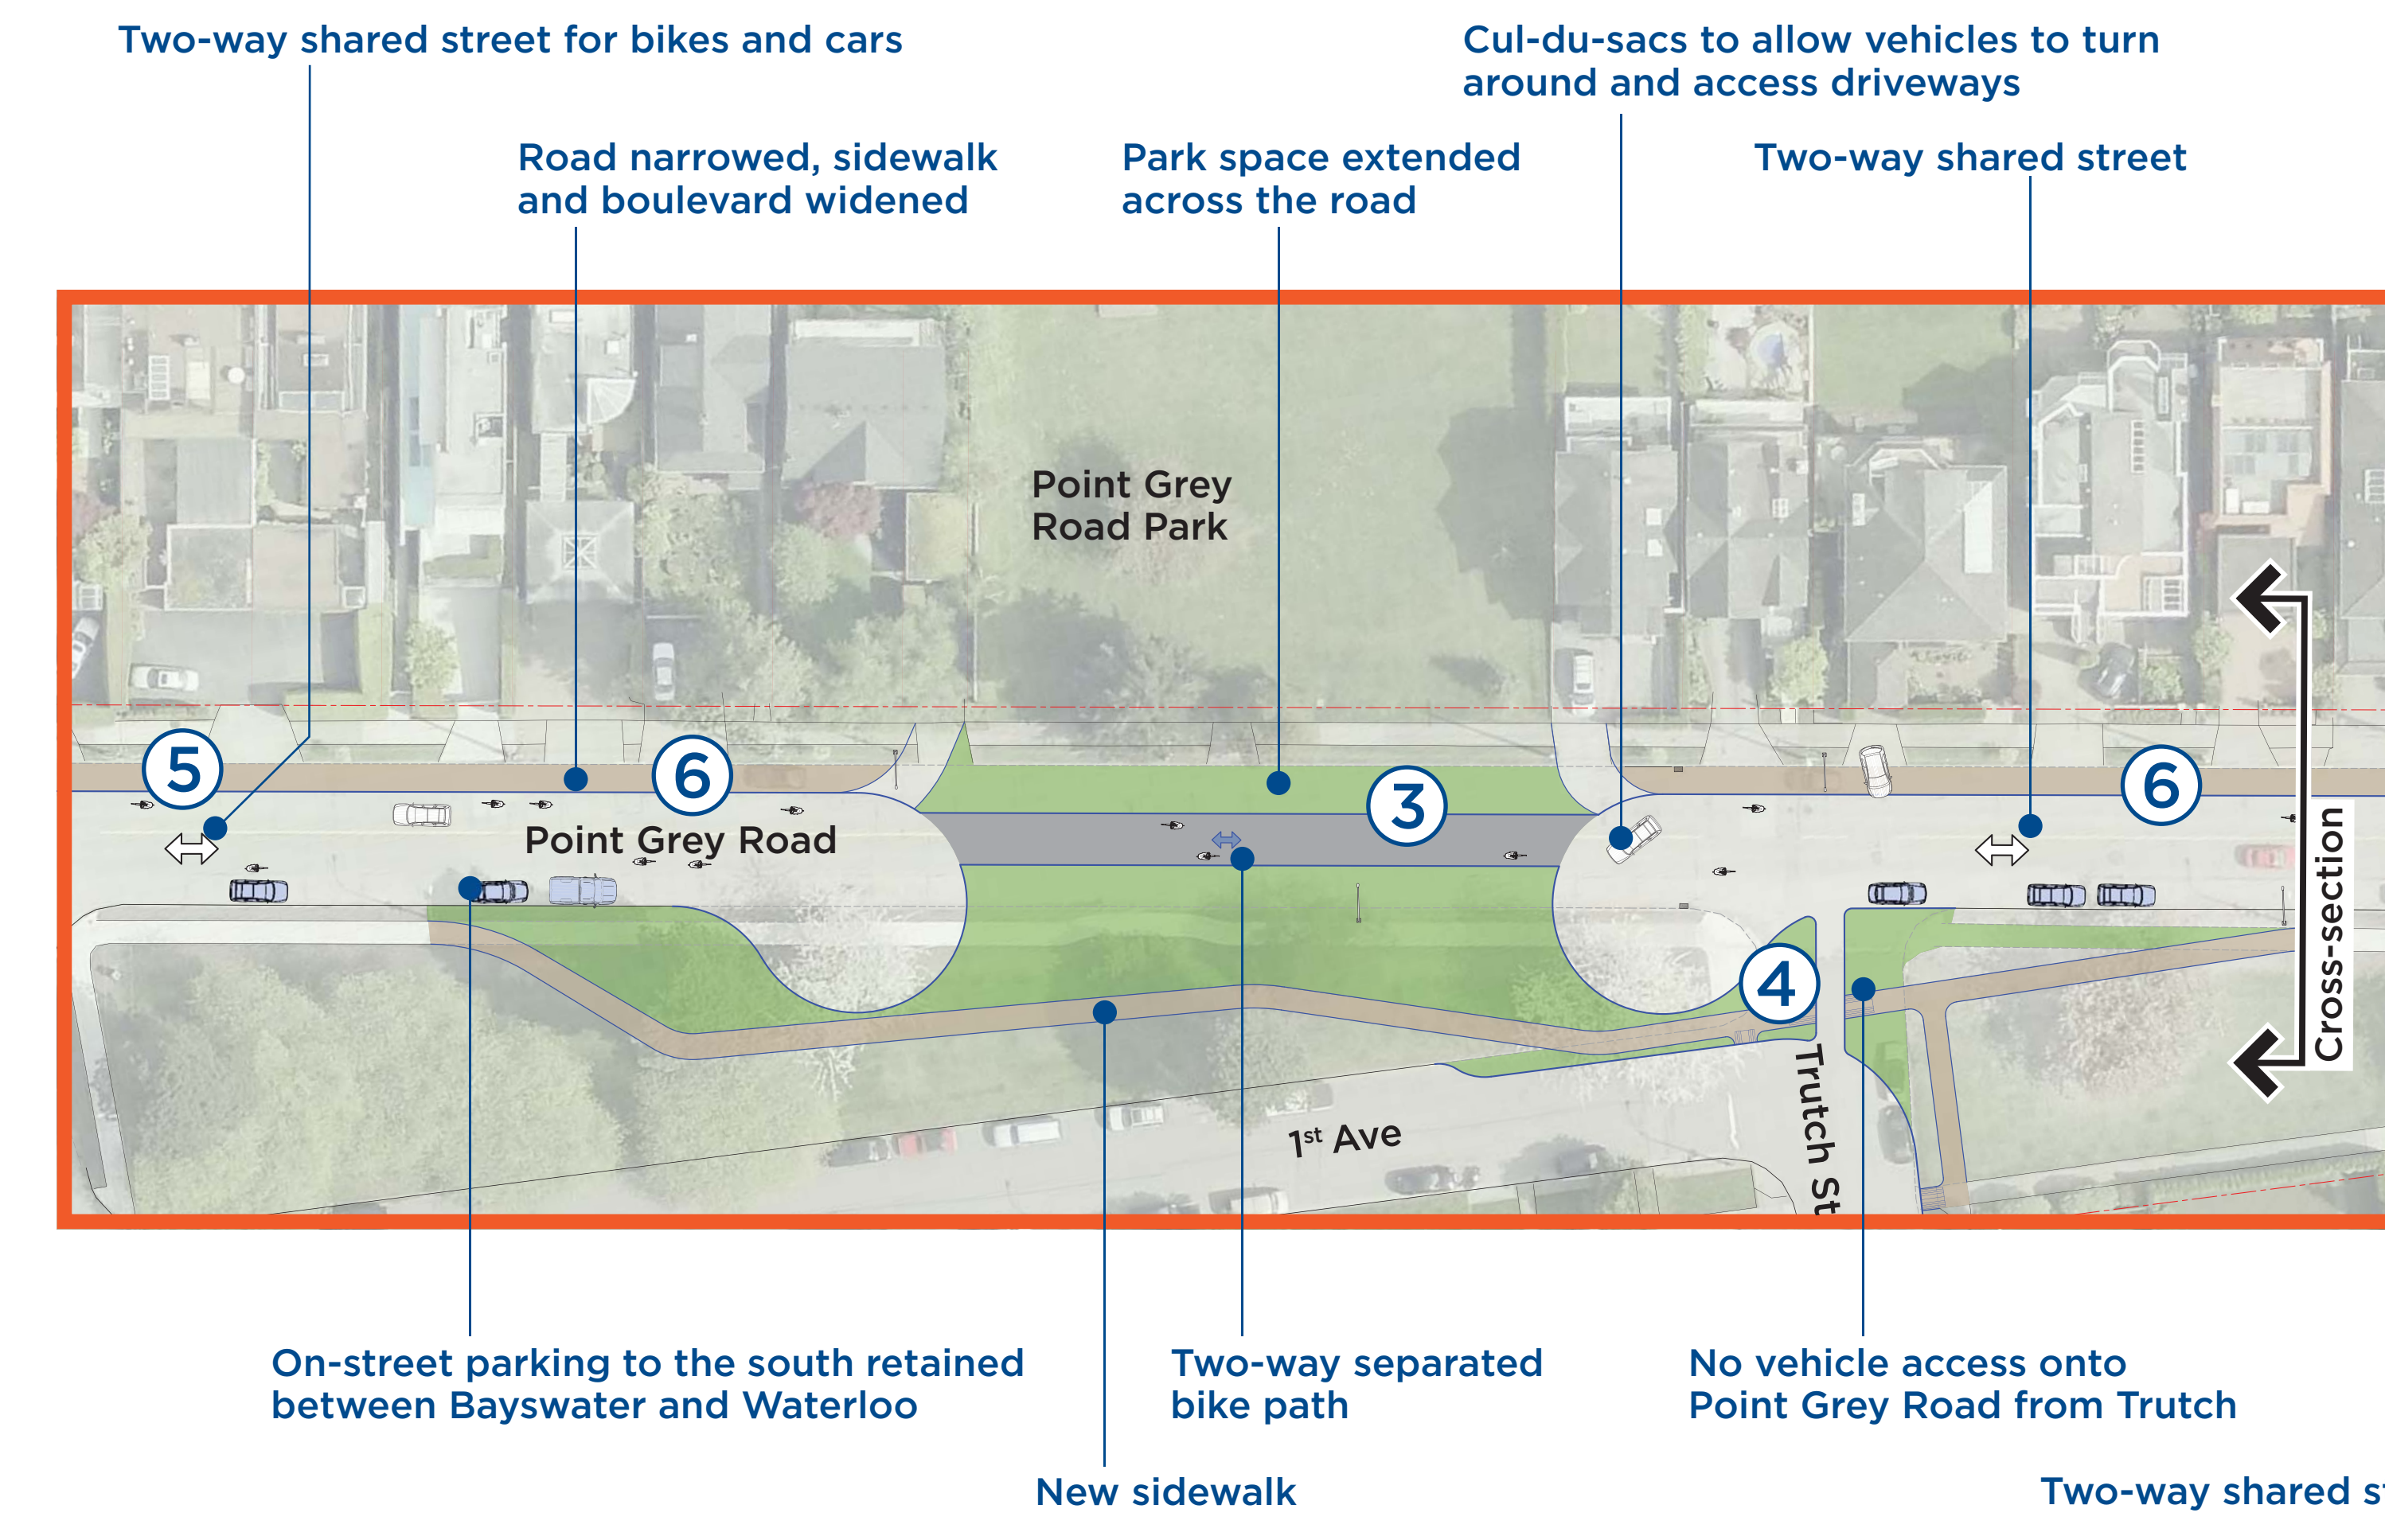 Two-way shared street for bikes and cars
Cul-du-sacs to allow vehicles to turn
around and access driveways
Road narrowed, sidewalk
and boulevard widened
Park space extended
across the road
Two-way shared street
Point Grey
Road Park
5
6
3
6
Point Grey Road
Cross-section
4
Trutch St
1st Ave
On-street parking to the south retained
between Bayswater and Waterloo
Two-way separated
bike path
No vehicle access onto
Point Grey Road from Trutch
New sidewalk
Two-way shared